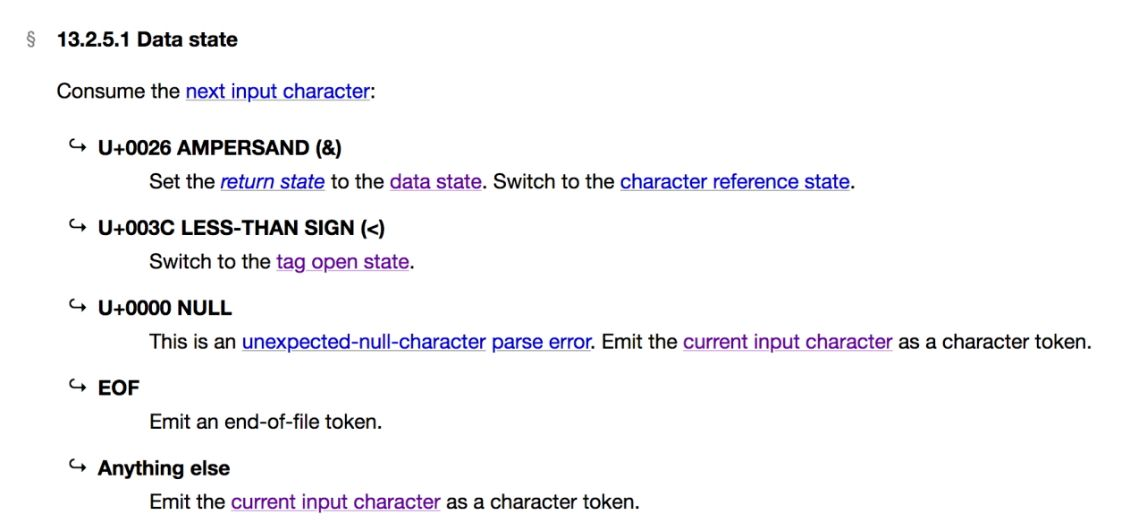 § 13.2.5.1 Data state
Consume the next input character:
↪ U+0026 AMPERSAND (&)
Set the return state to the data state. Switch to the character reference state.
↪ U+003C LESS-THAN SIGN (<)
Switch to the tag open state.
↪ U+0000 NULL
This is an unexpected-null-character parse error. Emit the current input character as a character token.
↪ EOF
Emit an end-of-file token.
↪ Anything else
Emit the current input character as a character token.